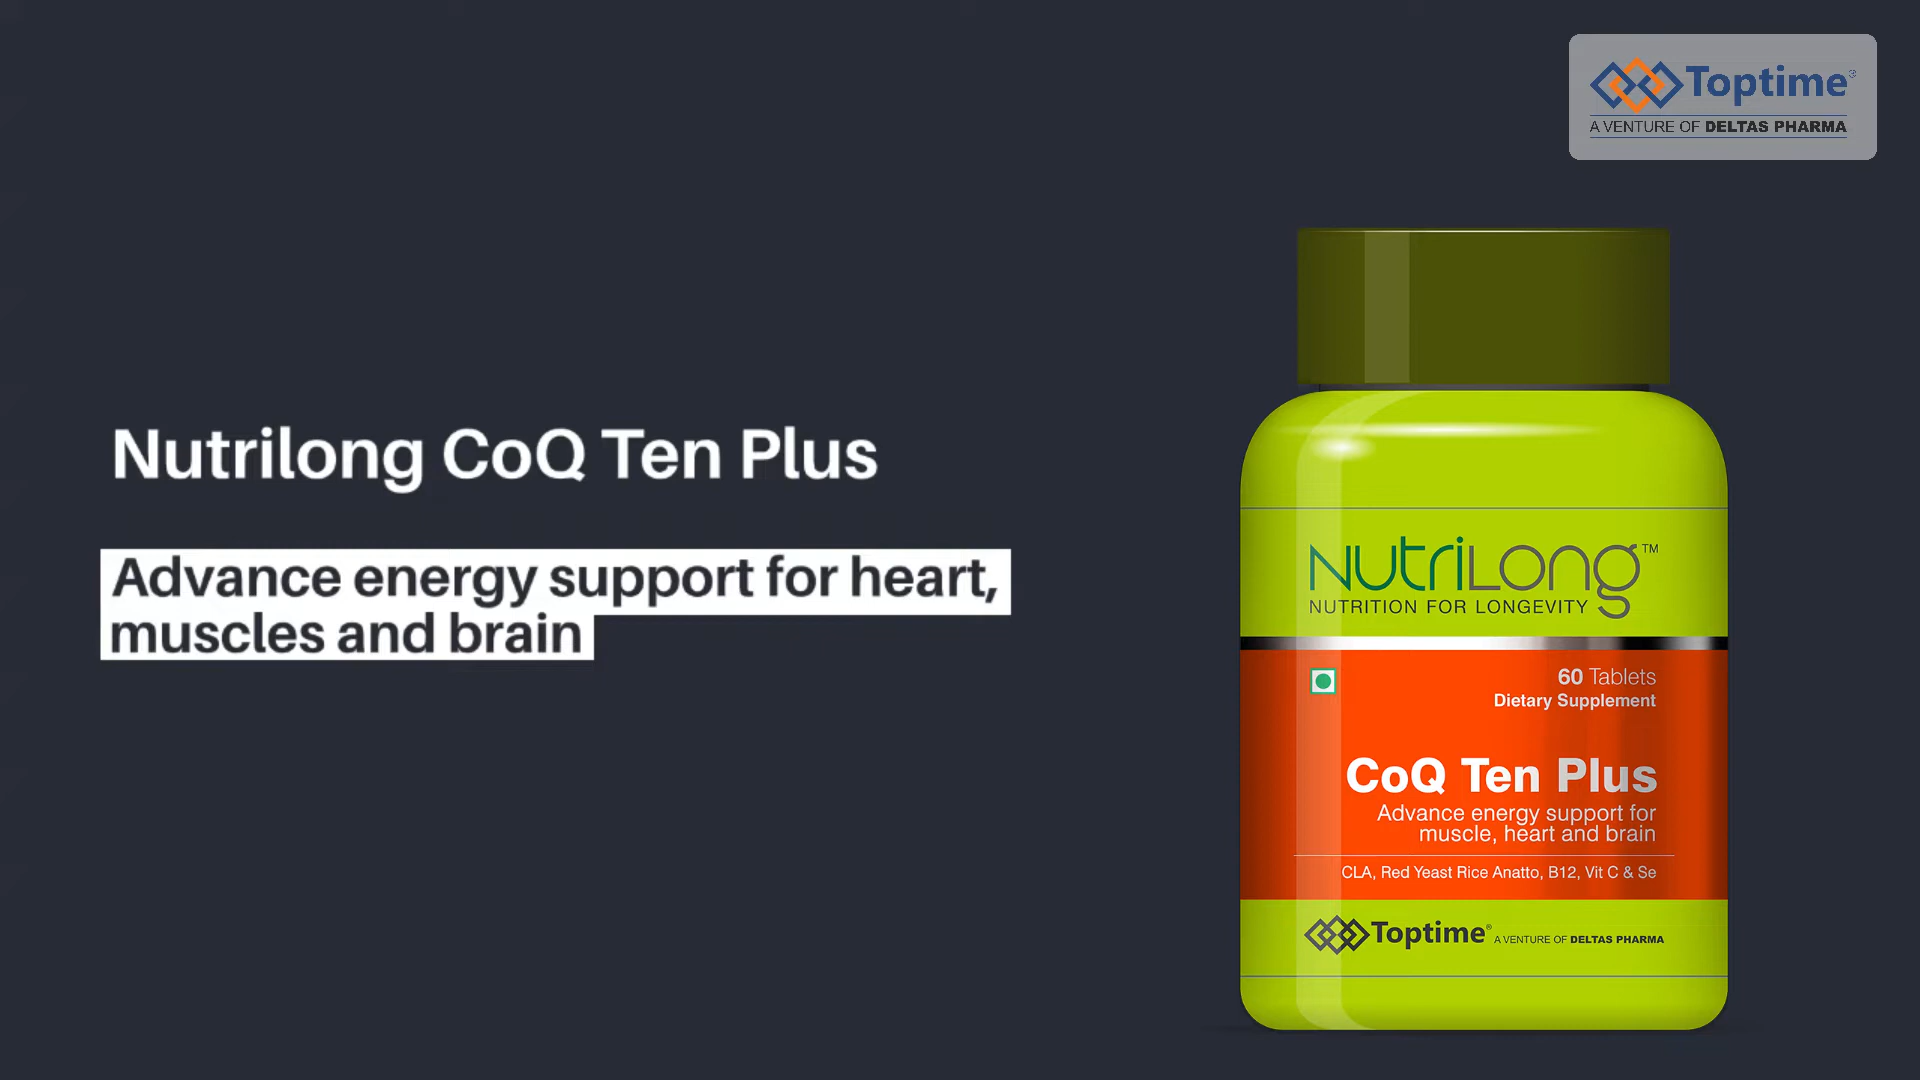 Toptime®
A VENTURE OF DELTAS PHARMA
Nutrilong CoQ Ten Plus
Advance energy support for heart,
muscles and brain
NutriLong™
NUTRITION FOR LONGEVITY
60 Tablets
Dietary Supplement
CoQ Ten Plus
Advance energy support for
muscle, heart and brain
CLA, Red Yeast Rice Anatto, B12, Vit C & Se
Toptime® A VENTURE OF DELTAS PHARMA